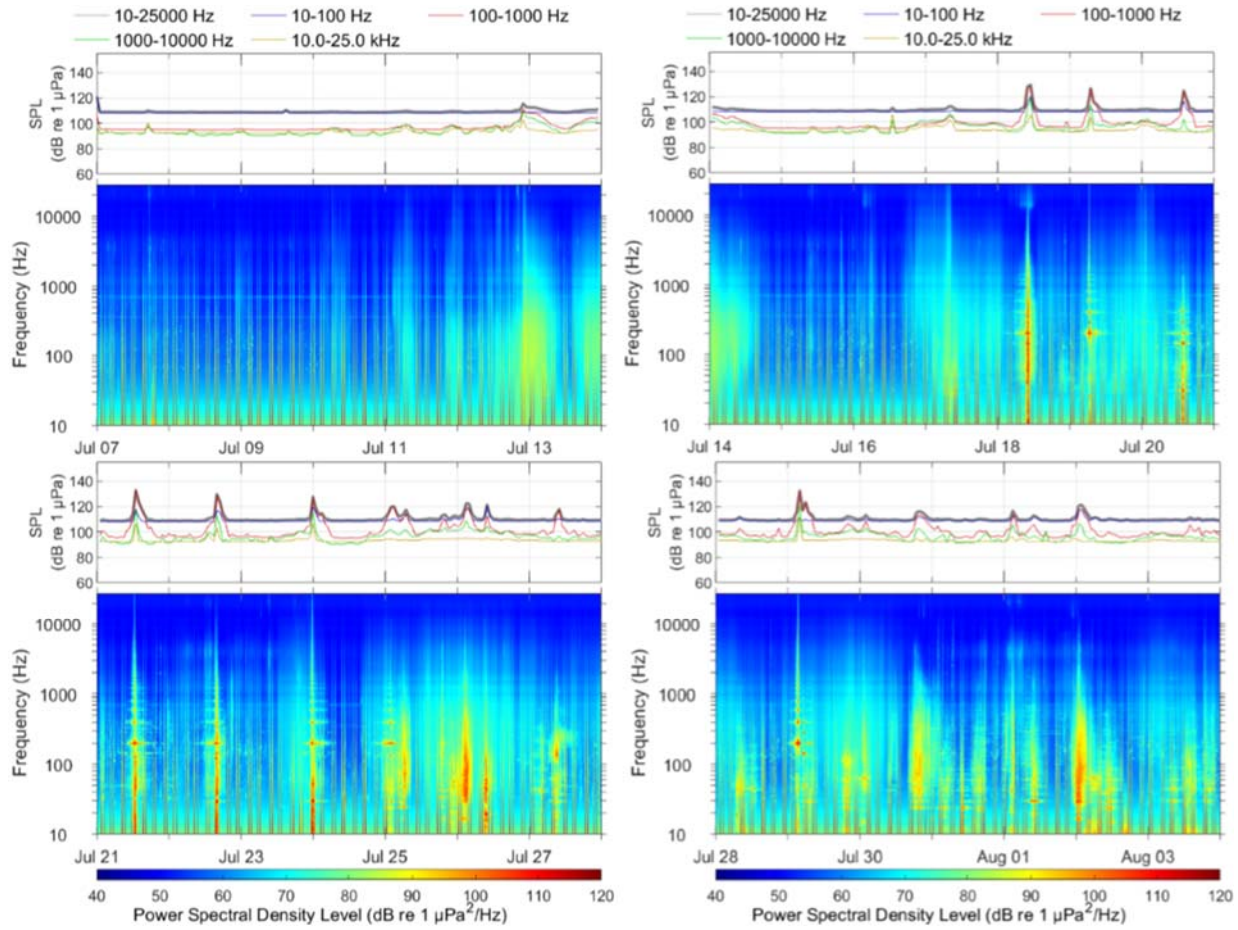 10-25000 Hz 10-100 Hz 100-1000 Hz
1000-10000 Hz 10.0-25.0 kHz
10-25000 Hz 10-100 Hz 100-1000 Hz
1000-10000 Hz 10.0-25.0 kHz
SPL
(dB re 1 µPa)
140
120
100
80
60
SPL
(dB re 1 µPa)
140
120
100
80
60
Frequency (Hz)
10000
1000
100
10
Jul 07 Jul 09 Jul 11 Jul 13
Frequency (Hz)
10000
1000
100
10
Jul 14 Jul 16 Jul 18 Jul 20
SPL
(dB re 1 µPa)
140
120
100
80
60
SPL
(dB re 1 µPa)
140
120
100
80
60
Frequency (Hz)
10000
1000
100
10
Jul 21 Jul 23 Jul 25 Jul 27
Frequency (Hz)
10000
1000
100
10
Jul 28 Jul 30 Aug 01 Aug 03
40 50 60 70 80 90 100 110 120
Power Spectral Density Level (dB re 1 µPa²/Hz)
40 50 60 70 80 90 100 110 120
Power Spectral Density Level (dB re 1 µPa²/Hz)